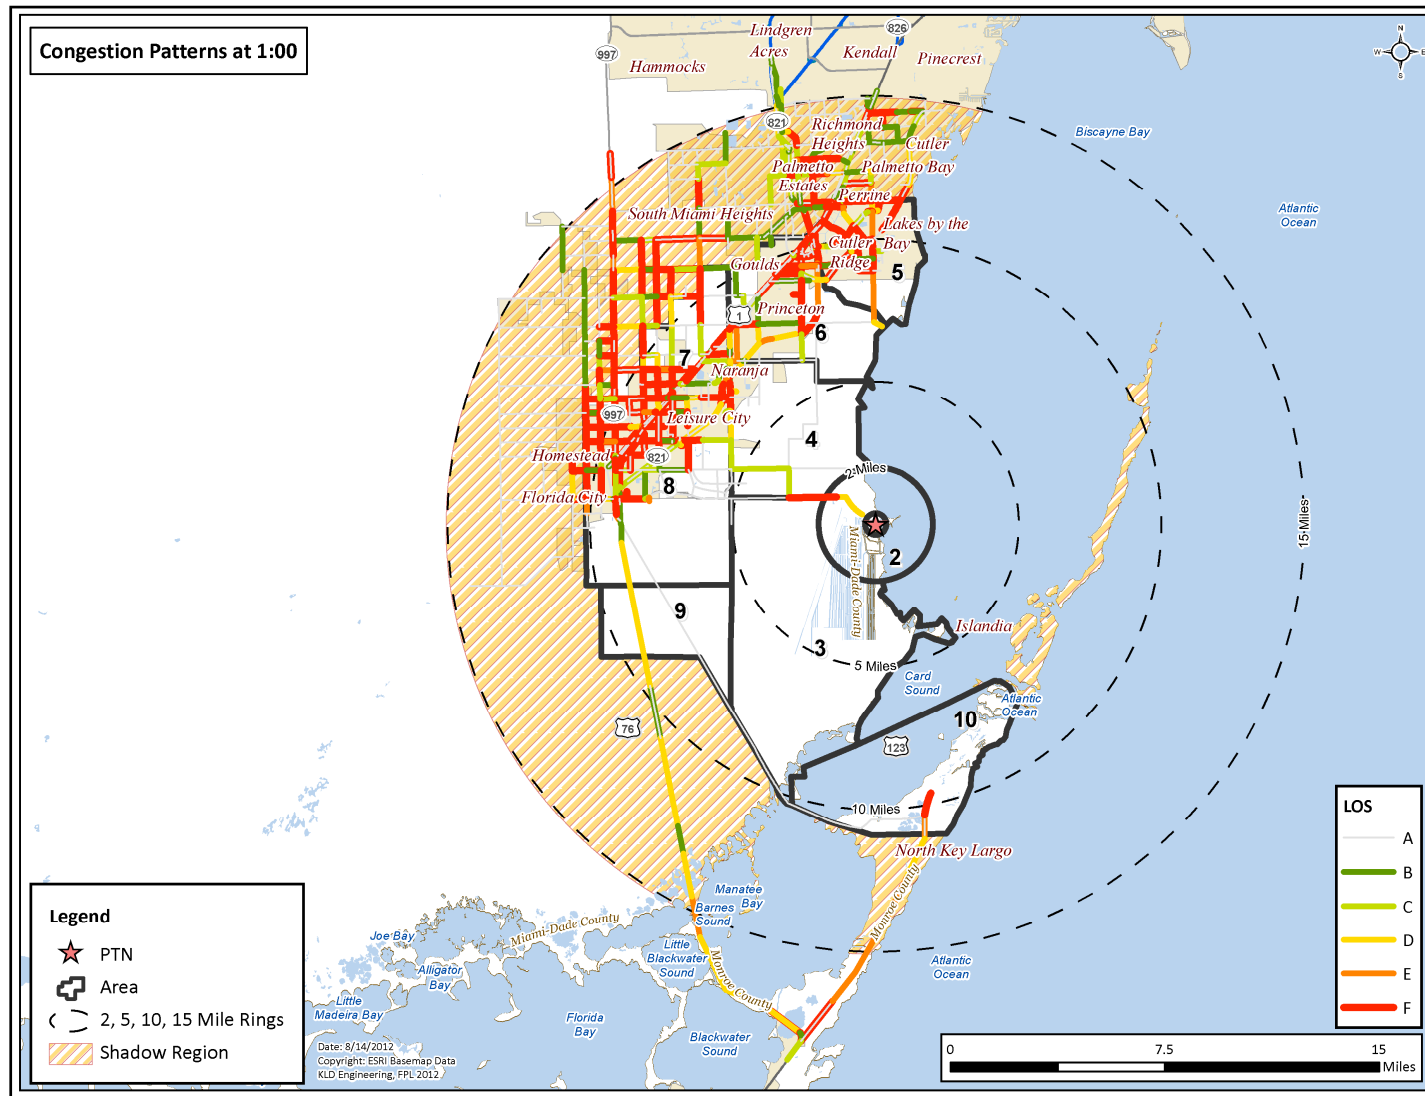 Congestion Patterns at 1:00
997
826
Lindgren
Acres
Kendall
Pinecrest
Hammocks
N
W
E
S
821
Richmond
Heights
Cutler
Biscayne Bay
Palmetto
Estates
Palmetto Bay
Perrine
South Miami Heights
Atlantic
Ocean
Lakes by the
Bay
Cutler
Ridge
Goulds
5
1
Princeton
6
7
Naranja
997
Leisure City
4
821
Homestead
2 Miles
8
Florida City
15 Miles
Miami-Dade County
2
9
Islandia
3
5 Miles
Card
Sound
Atlantic
Ocean
10
76
123
10 Miles
North Key Largo
Monroe County
Manatee
Bay
Barnes
Sound
Miami-Dade County
Joe Bay
Little
Blackwater
Sound
Alligator
Bay
Monroe County
Atlantic
Ocean
Little
Madeira Bay
Florida
Bay
Blackwater
Sound
LOS
A
B
C
D
E
F
Legend
PTN
Area
2, 5, 10, 15 Mile Rings
Shadow Region
Date: 8/14/2012
Copyright: ESRI Basemap Data
KLD Engineering, FPL 2012
0
7.5
15
Miles